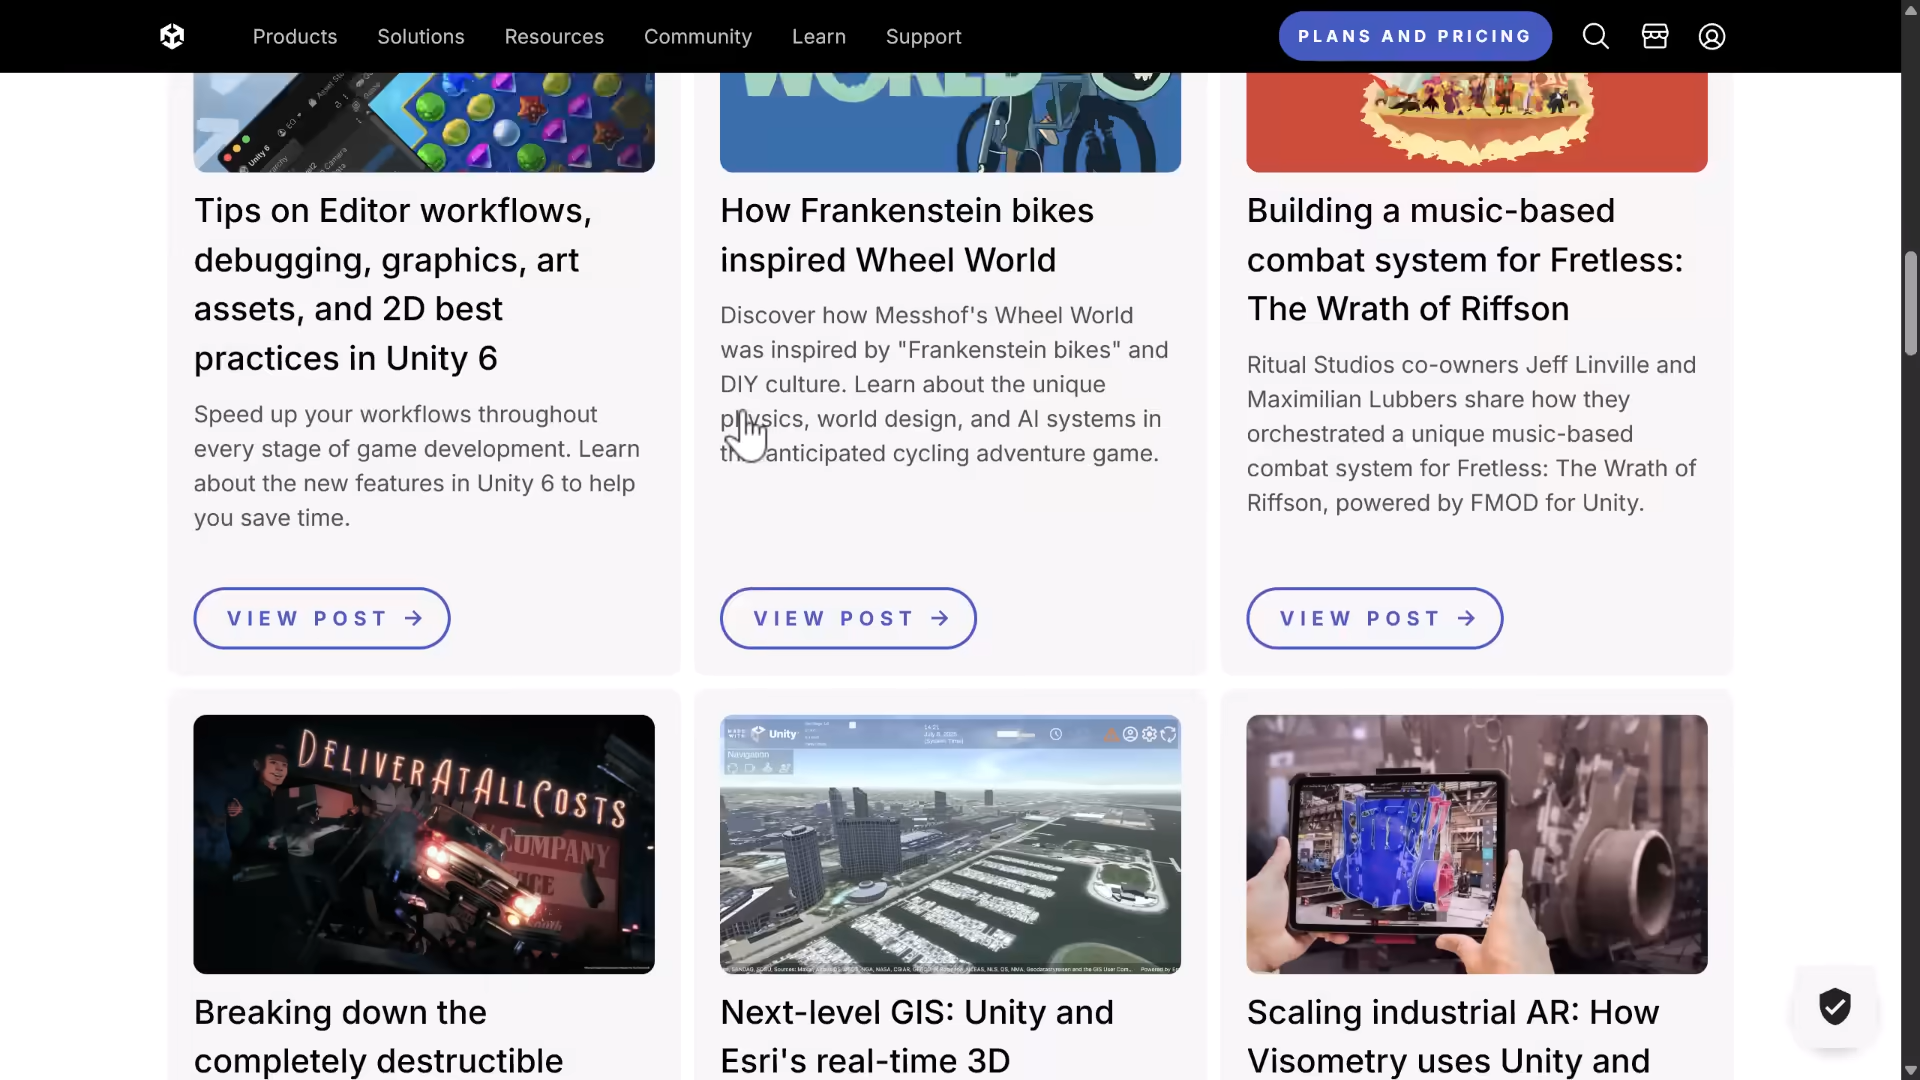 Products Solutions Resources Community Learn Support PLANS AND PRICING
Unity 6
WORLD
Tips on Editor workflows,
debugging, graphics, art
assets, and 2D best
practices in Unity 6
Speed up your workflows throughout
every stage of game development. Learn
about the new features in Unity 6 to help
you save time.
VIEW POST →
How Frankenstein bikes
inspired Wheel World
Discover how Messhof's Wheel World
was inspired by "Frankenstein bikes" and
DIY culture. Learn about the unique
physics, world design, and AI systems in
anticipated cycling adventure game.
VIEW POST →
Building a music-based
combat system for Fretless:
The Wrath of Riffson
Ritual Studios co-owners Jeff Linville and
Maximilian Lubbers share how they
orchestrated a unique music-based
combat system for Fretless: The Wrath of
Riffson, powered by FMOD for Unity.
VIEW POST →
DELIVER AT ALL COSTS
COMPANY
Breaking down the
completely destructible
Unity
Navigation
Next-level GIS: Unity and
Esri's real-time 3D
Scaling industrial AR: How
Visometry uses Unity and